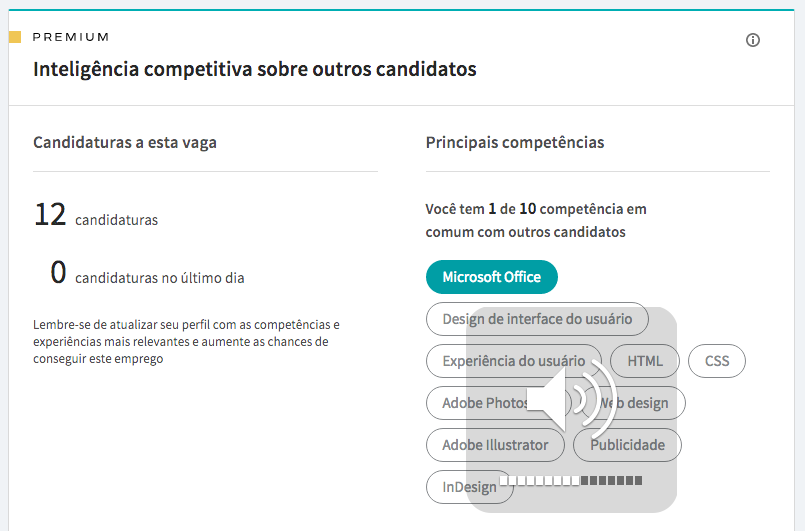 PREMIUM
Inteligência competitiva sobre outros candidatos
Candidaturas a esta vaga
12 candidaturas
0 candidaturas no último dia
Lembre-se de atualizar seu perfil com as competências e
experiências mais relevantes e aumente as chances de
conseguir este emprego
Principais competências
Você tem 1 de 10 competência em
comum com outros candidatos
Microsoft Office
Design de interface do usuário
Experiência do usuário HTML CSS
Adobe Photos Web design
Adobe Illustrator Publicidade
InDesign